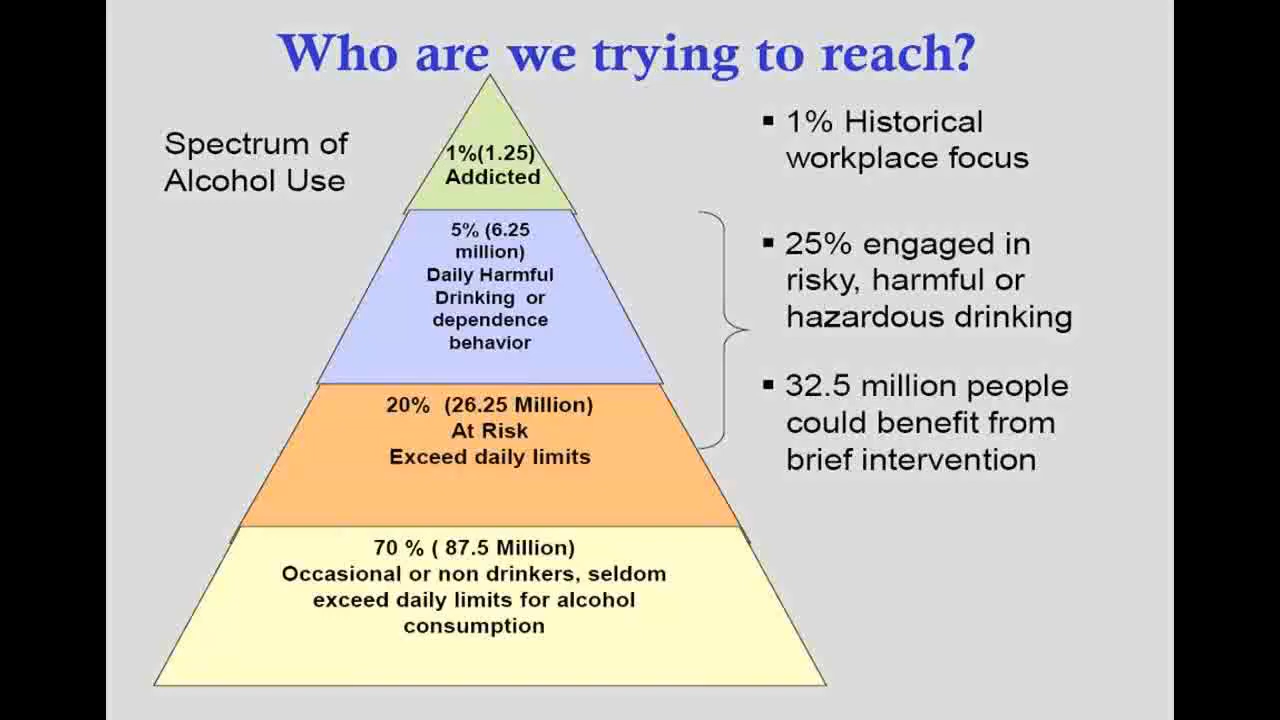 Who are we trying to reach?
Spectrum of
Alcohol Use
1%(1.25)
Addicted
5% (6.25
million)
Daily Harmful
Drinking or
dependence
behavior
20% (26.25 Million)
At Risk
Exceed daily limits
70 % ( 87.5 Million)
Occasional or non drinkers, seldom
exceed daily limits for alcohol
consumption
▪ 1% Historical
workplace focus
▪ 25% engaged in
risky, harmful or
hazardous drinking
▪ 32.5 million people
could benefit from
brief intervention